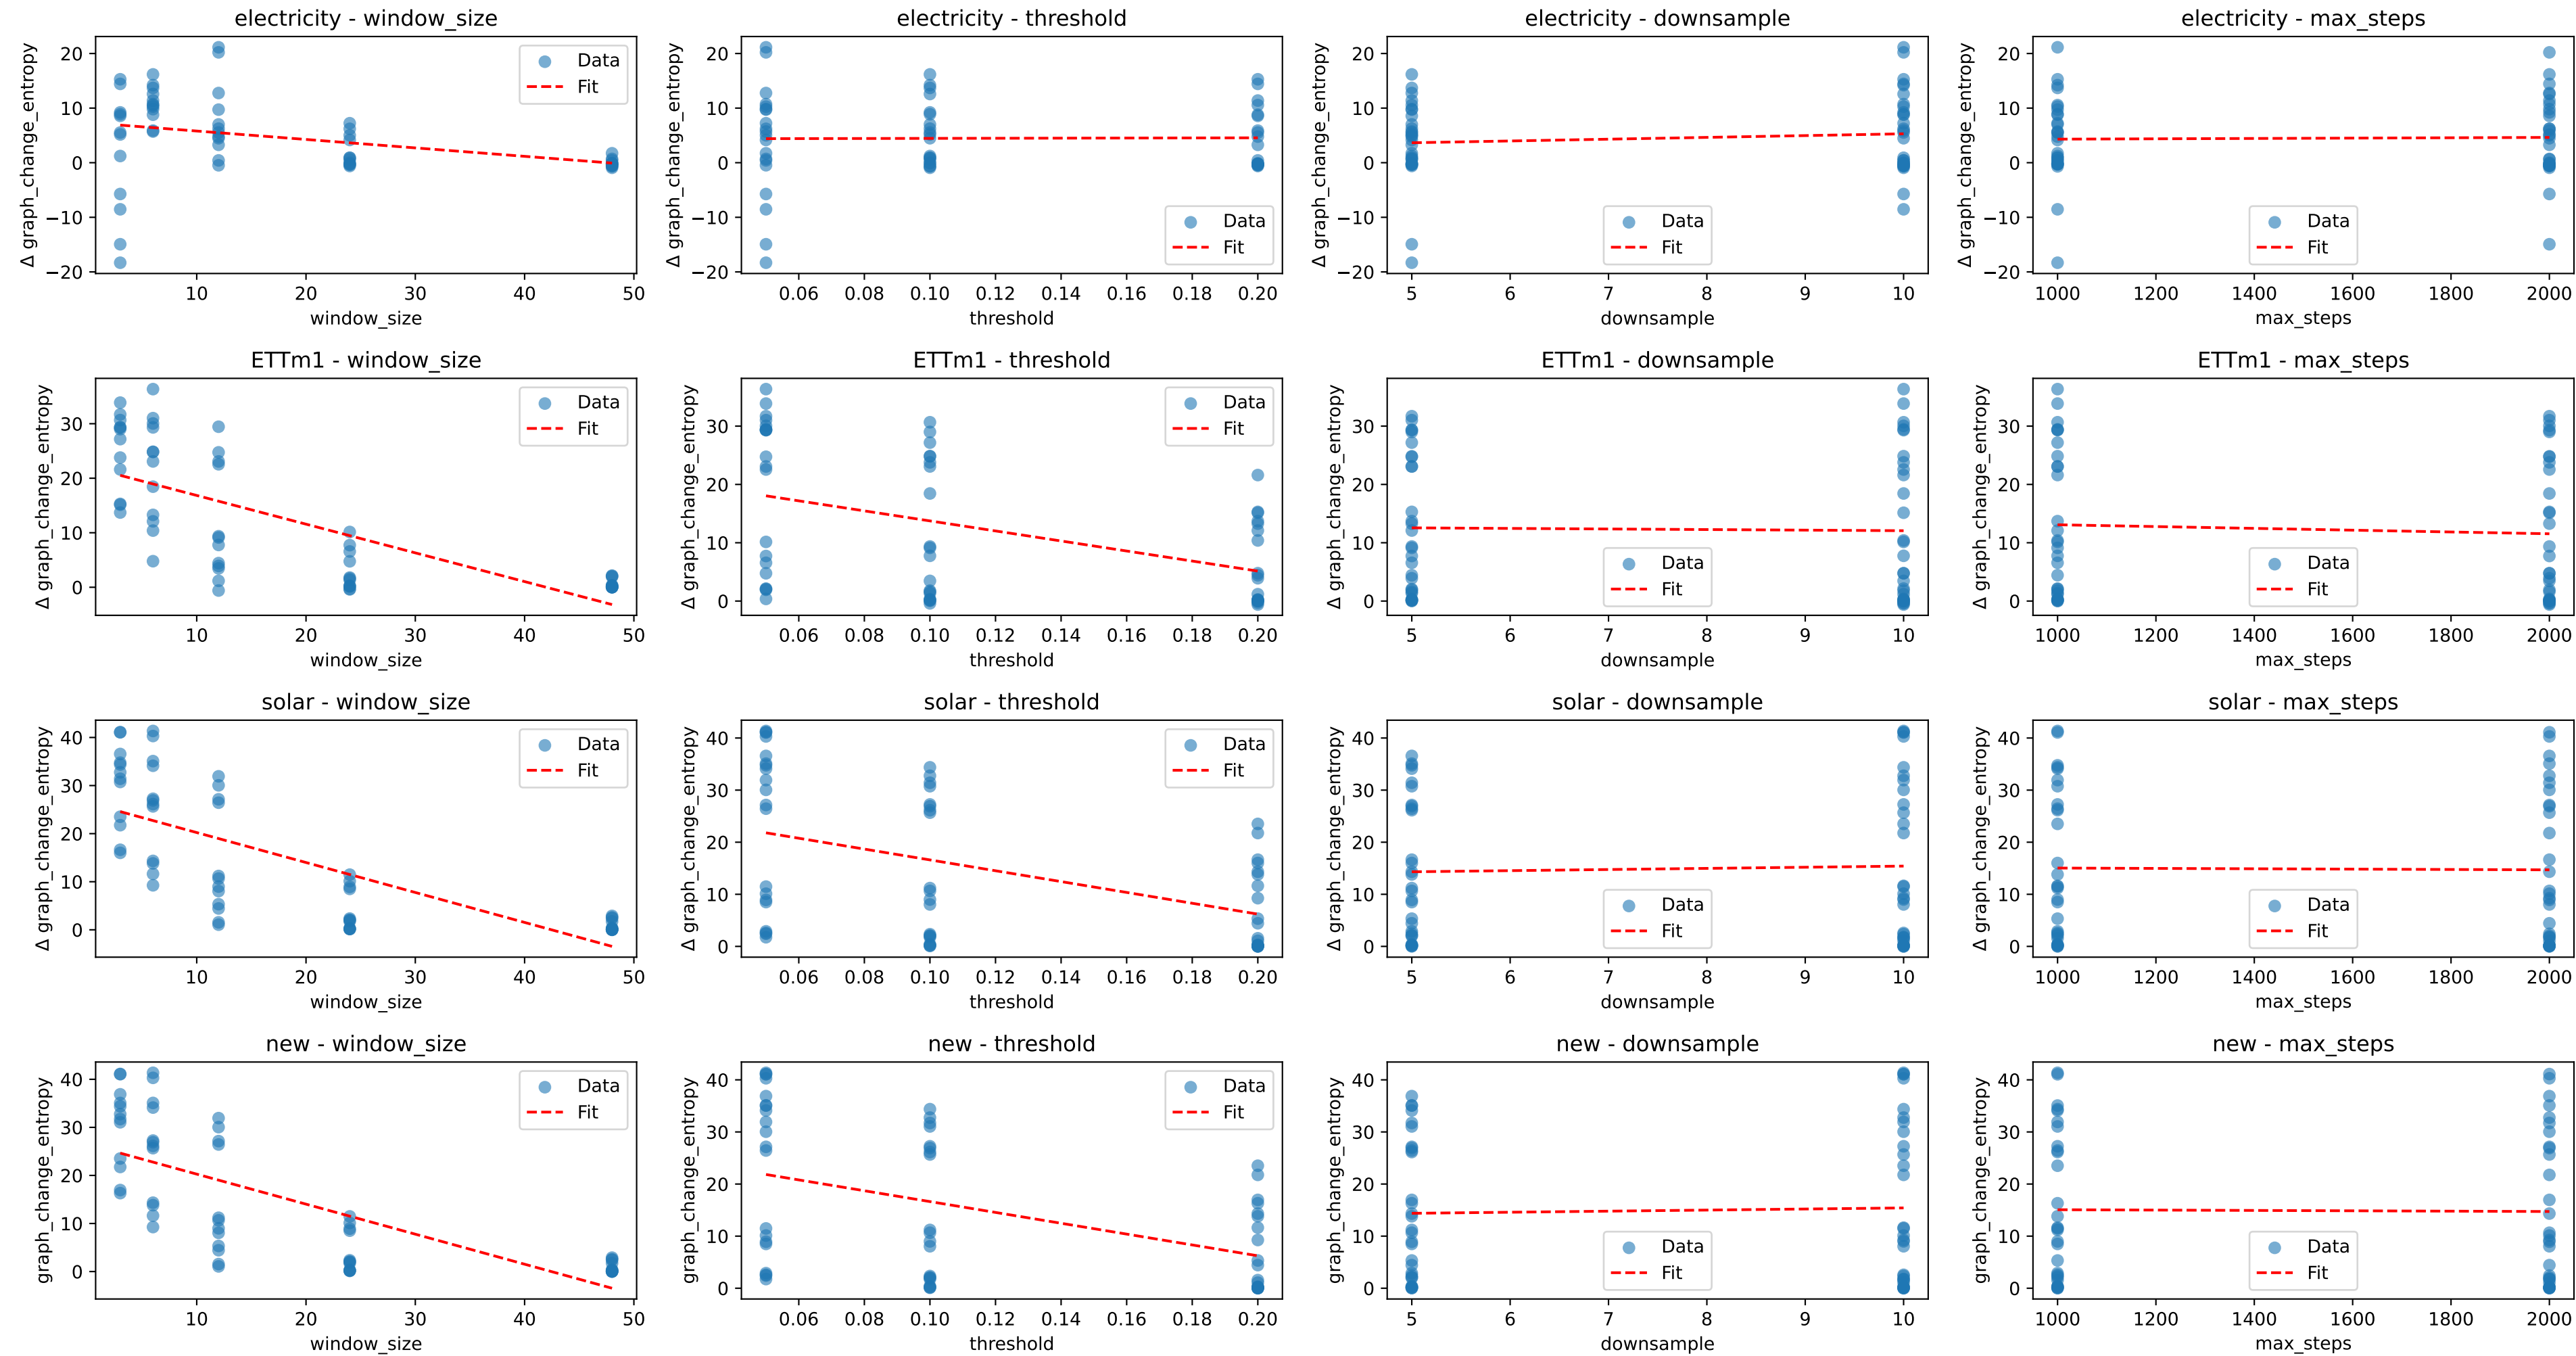 electricity - window_size
Δ graph_change_entropy
20
10
0
−10
−20
Data
Fit
10
20
30
40
50
window_size
electricity - threshold
Δ graph_change_entropy
20
10
0
−10
−20
Data
Fit
0.06
0.08
0.10
0.12
0.14
0.16
0.18
0.20
threshold
electricity - downsample
Δ graph_change_entropy
20
10
0
−10
−20
Data
Fit
5
6
7
8
9
10
downsample
electricity - max_steps
Δ graph_change_entropy
20
10
0
−10
−20
Data
Fit
1000
1200
1400
1600
1800
2000
max_steps
ETTm1 - window_size
Δ graph_change_entropy
30
20
10
0
Data
Fit
10
20
30
40
50
window_size
ETTm1 - threshold
Δ graph_change_entropy
30
20
10
0
Data
Fit
0.06
0.08
0.10
0.12
0.14
0.16
0.18
0.20
threshold
ETTm1 - downsample
Δ graph_change_entropy
30
20
10
0
Data
Fit
5
6
7
8
9
10
downsample
ETTm1 - max_steps
Δ graph_change_entropy
30
20
10
0
Data
Fit
1000
1200
1400
1600
1800
2000
max_steps
solar - window_size
Δ graph_change_entropy
40
30
20
10
0
Data
Fit
10
20
30
40
50
window_size
solar - threshold
Δ graph_change_entropy
40
30
20
10
0
Data
Fit
0.06
0.08
0.10
0.12
0.14
0.16
0.18
0.20
threshold
solar - downsample
Δ graph_change_entropy
40
30
20
10
0
Data
Fit
5
6
7
8
9
10
downsample
solar - max_steps
Δ graph_change_entropy
40
30
20
10
0
Data
Fit
1000
1200
1400
1600
1800
2000
max_steps
new - window_size
graph_change_entropy
40
30
20
10
0
Data
Fit
10
20
30
40
50
window_size
new - threshold
graph_change_entropy
40
30
20
10
0
Data
Fit
0.06
0.08
0.10
0.12
0.14
0.16
0.18
0.20
threshold
new - downsample
graph_change_entropy
40
30
20
10
0
Data
Fit
5
6
7
8
9
10
downsample
new - max_steps
graph_change_entropy
40
30
20
10
0
Data
Fit
1000
1200
1400
1600
1800
2000
max_steps